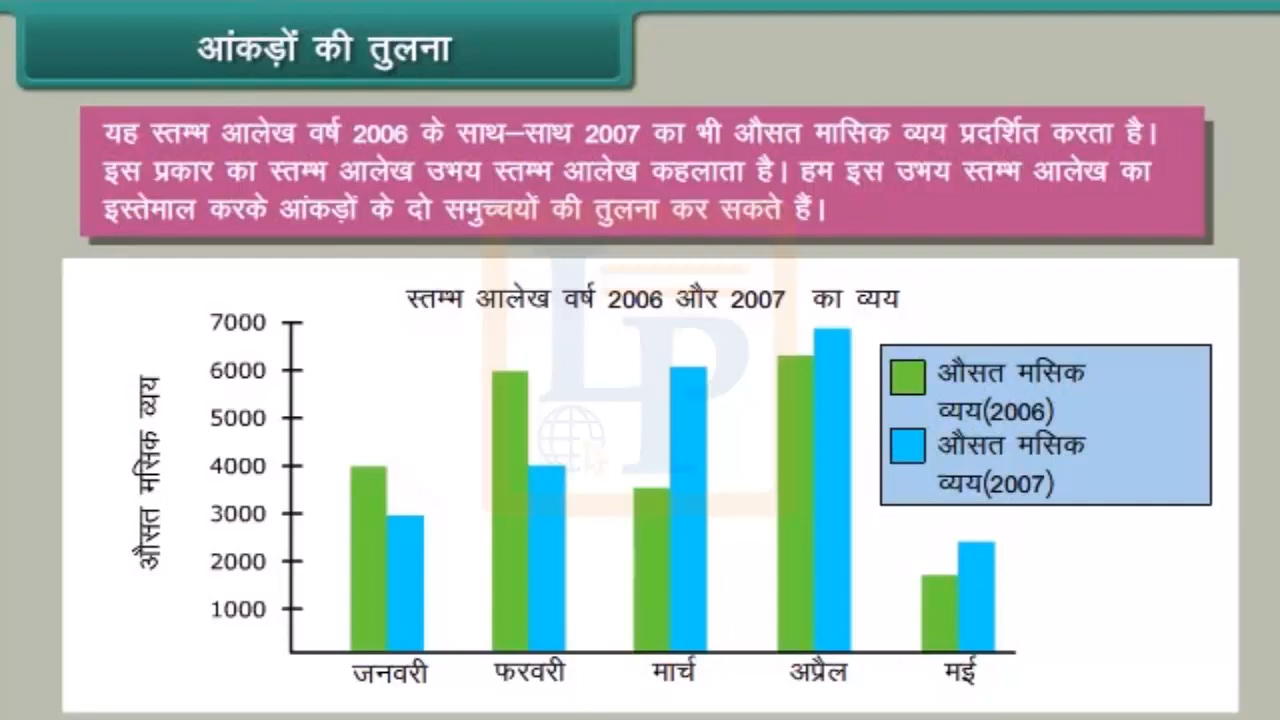 आंकड़ों की तुलना
यह स्तम्भ आलेख वर्ष 2006 के साथ–साथ 2007 का भी औसत मासिक व्यय प्रदर्शित करता है।
इस प्रकार का स्तम्भ आलेख उभय स्तम्भ आलेख कहलाता है। हम इस उभय स्तम्भ आलेख का
इस्तेमाल करके आंकड़ों के दो समुच्चयों की तुलना कर सकते हैं।
स्तम्भ आलेख वर्ष 2006 और 2007 का व्यय
7000
6000
5000
4000
3000
2000
1000
औसत मसिक व्यय
जनवरी
फरवरी
मार्च
अप्रैल
मई
औसत मसिक
व्यय(2006)
औसत मसिक
व्यय(2007)
LP